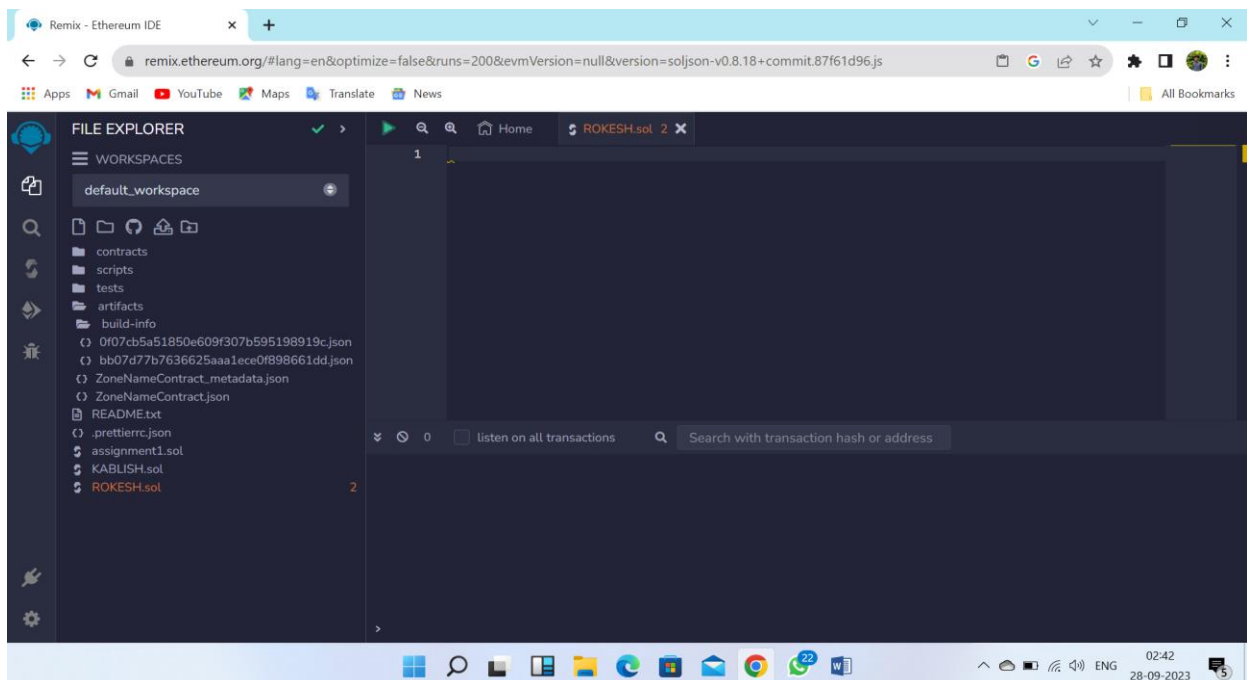 Remix - Ethereum IDE
remix.ethereum.org/#lang=en&optimize=false&runs=200&evmVersion=null&version=soljson-v0.8.18+commit.87f61d96.js
Apps Gmail YouTube Maps Translate News All Bookmarks
FILE EXPLORER
WORKSPACES
default_workspace
contracts
scripts
tests
artifacts
build-info
0f07cb5a51850e609f307b595198919c.json
bb07d77b7636625aaa1ece0f898661dd.json
ZoneNameContract_metadata.json
ZoneNameContract.json
README.txt
.prettierrc.json
assignment1.sol
KABLISH.sol
ROKESH.sol 2
Home ROKESH.sol 2
1
0 listen on all transactions Search with transaction hash or address
>
22
ENG 02:42
28-09-2023
5